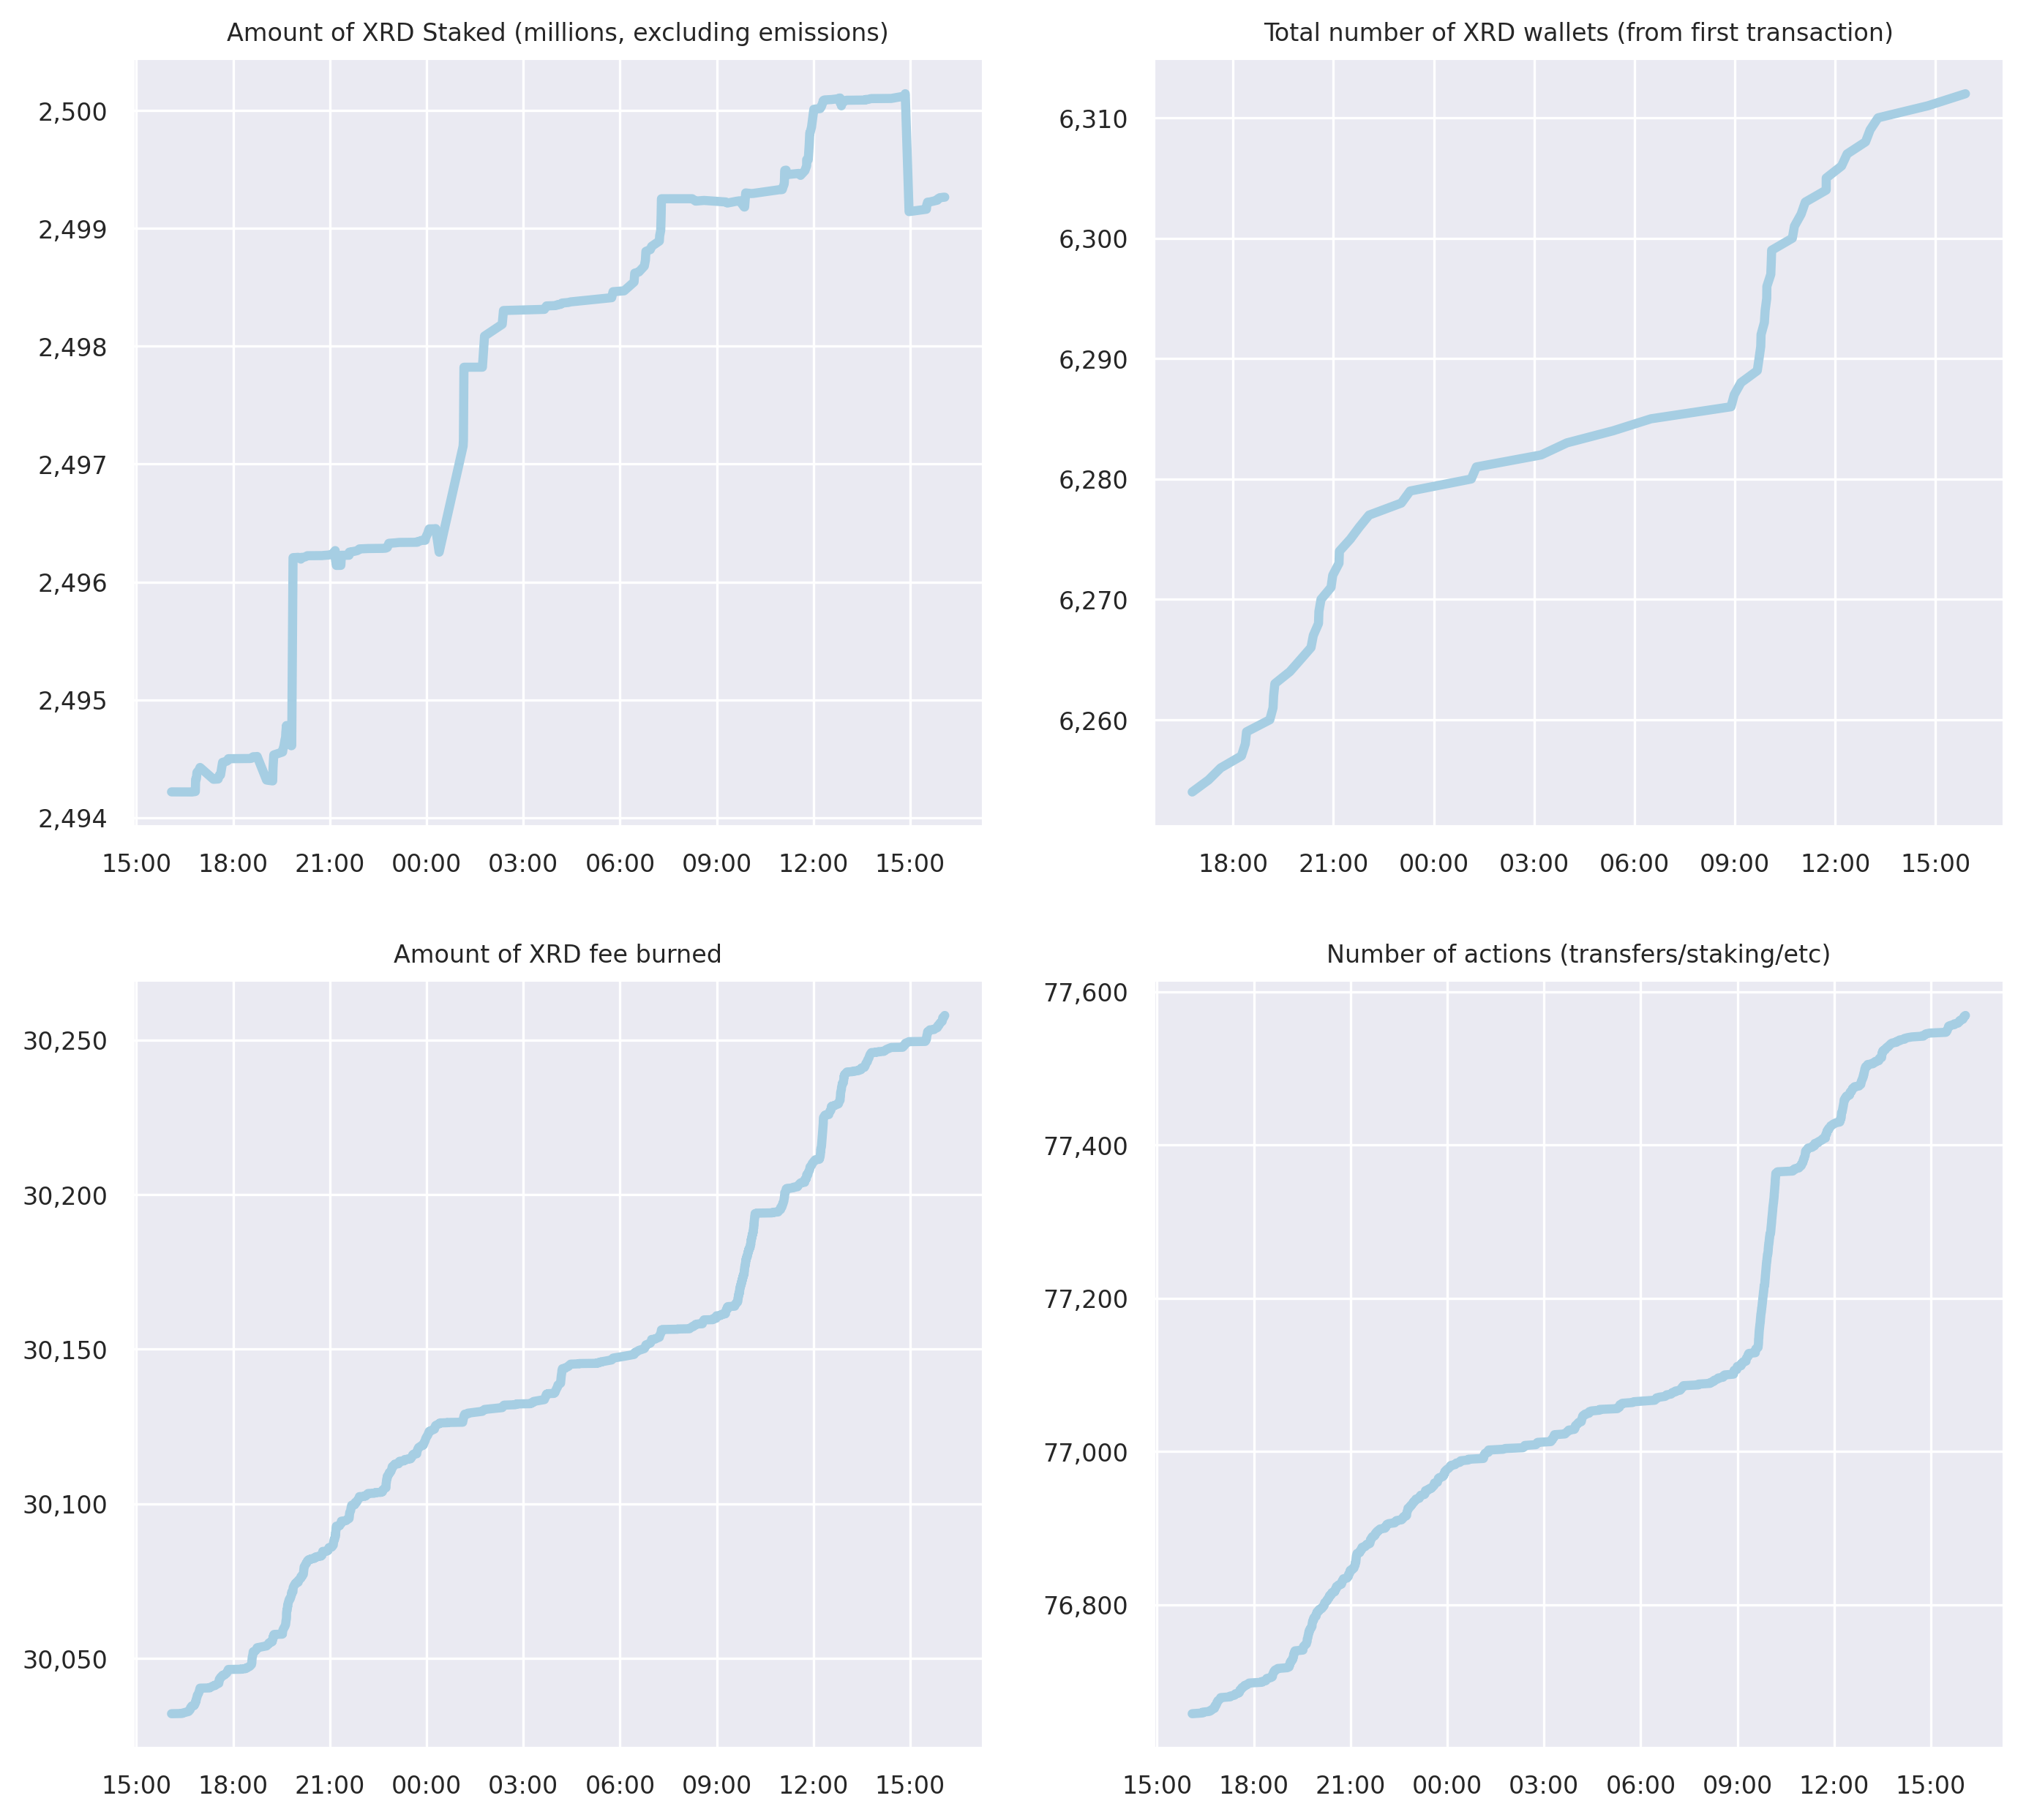 Amount of XRD Staked (millions, excluding emissions)
2,500
2,499
2,498
2,497
2,496
2,495
2,494
15:00 18:00 21:00 00:00 03:00 06:00 09:00 12:00 15:00
Total number of XRD wallets (from first transaction)
6,310
6,300
6,290
6,280
6,270
6,260
18:00 21:00 00:00 03:00 06:00 09:00 12:00 15:00
Amount of XRD fee burned
30,250
30,200
30,150
30,100
30,050
15:00 18:00 21:00 00:00 03:00 06:00 09:00 12:00 15:00
Number of actions (transfers/staking/etc)
77,600
77,400
77,200
77,000
76,800
15:00 18:00 21:00 00:00 03:00 06:00 09:00 12:00 15:00